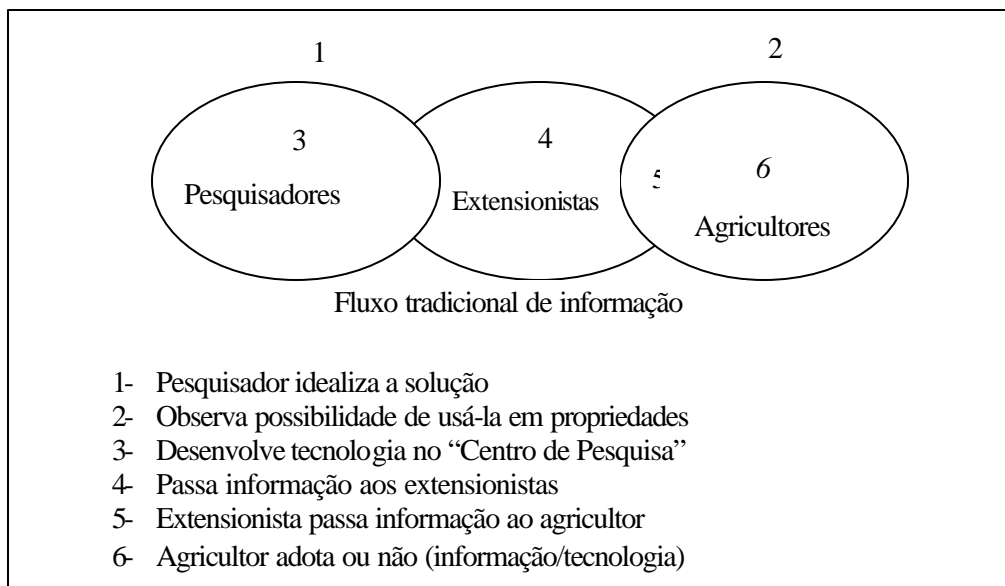 1 2
3 4
5 6
Pesquisadores Extensionistas
Agricultores
Fluxo tradicional de informação
1- Pesquisador idealiza a solução
2- Observa possibilidade de usá-la em propriedades
3- Desenvolve tecnologia no “Centro de Pesquisa”
4- Passa informação aos extensionistas
5- Extensionista passa informação ao agricultor
6- Agricultor adota ou não (informação/tecnologia)